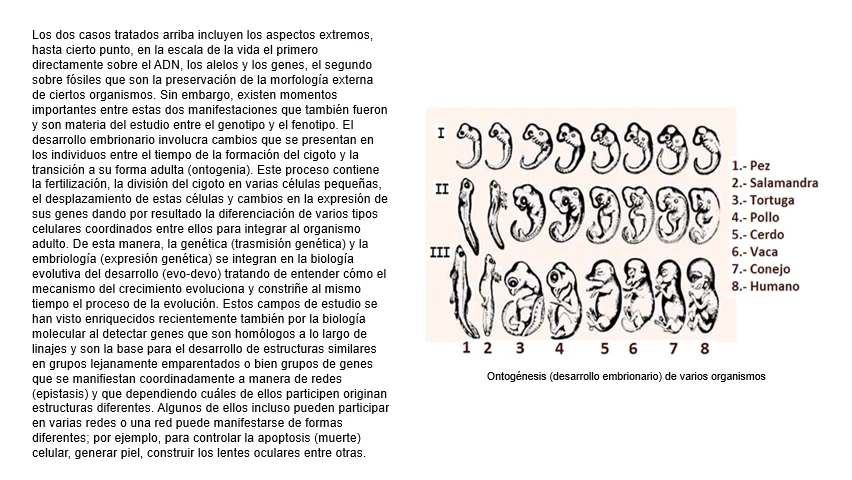 Los dos casos tratados arriba incluyen los aspectos extremos,
hasta cierto punto, en la escala de la vida el primero
directamente sobre el ADN, los alelos y los genes, el segundo
sobre fósiles que son la preservación de la morfología externa
de ciertos organismos. Sin embargo, existen momentos
importantes entre estas dos manifestaciones que también fueron
y son materia del estudio entre el genotipo y el fenotipo. El
desarrollo embrionario involucra cambios que se presentan en
los individuos entre el tiempo de la formación del cigoto y la
transición a su forma adulta (ontogenia). Este proceso contiene
la fertilización, la división del cigoto en varias células pequeñas,
el desplazamiento de estas células y cambios en la expresión de
sus genes dando por resultado la diferenciación de varios tipos
celulares coordinados entre ellos para integrar al organismo
adulto. De esta manera, la genética (trasmisión genética) y la
embriología (expresión genética) se integran en la biología
evolutiva del desarrollo (evo-devo) tratando de entender cómo el
mecanismo del crecimiento evoluciona y constriñe al mismo
tiempo el proceso de la evolución. Estos campos de estudio se
han visto enriquecidos recientemente también por la biología
molecular al detectar genes que son homólogos a lo largo de
linajes y son la base para el desarrollo de estructuras similares
en grupos lejanamente emparentados o bien grupos de genes
que se manifiestan coordinadamente a manera de redes
(epistasis) y que dependiendo cuáles de ellos participen originan
estructuras diferentes. Algunos de ellos incluso pueden participar
en varias redes o una red puede manifestarse de formas
diferentes; por ejemplo, para controlar la apoptosis (muerte)
celular, generar piel, construir los lentes oculares entre otras.
I
II
III
1 2 3 4 5 6 7 8
1.- Pez
2.- Salamandra
3.- Tortuga
4.- Pollo
5.- Cerdo
6.- Vaca
7.- Conejo
8.- Humano
Ontogénesis (desarrollo embrionario) de varios organismos